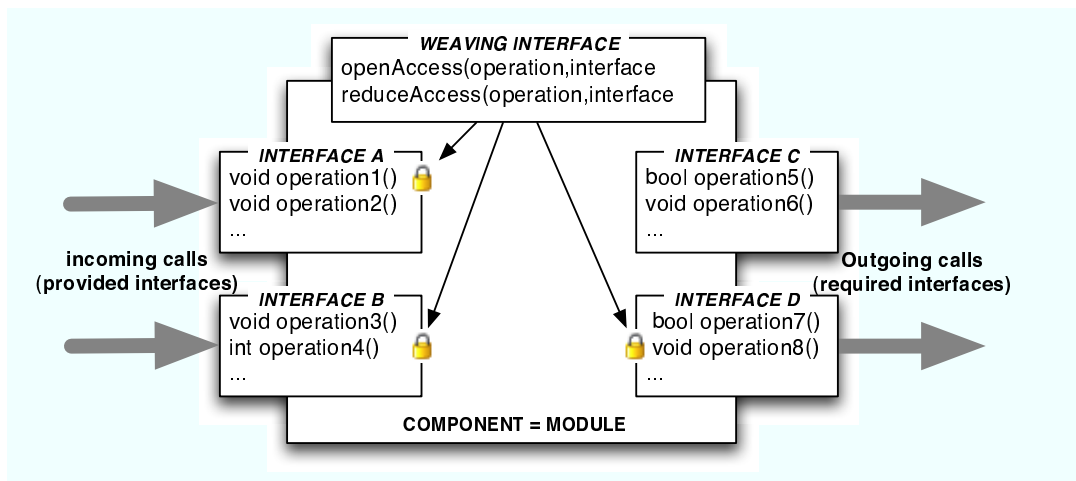 WEAVING INTERFACE
openAccess(operation,interface
reduceAccess(operation,interface
INTERFACE A
void operation1()
void operation2()
...
INTERFACE C
bool operation5()
void operation6()
...
incoming calls
(provided interfaces)
Outgoing calls
(required interfaces)
INTERFACE B
void operation3()
int operation4()
...
INTERFACE D
bool operation7()
void operation8()
...
COMPONENT = MODULE